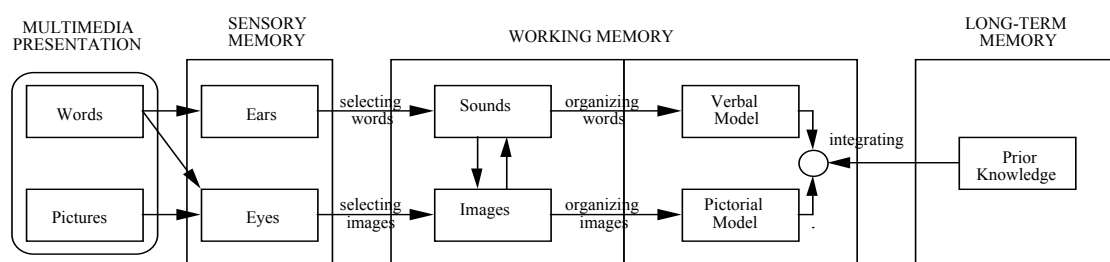 MULTIMEDIA
PRESENTATION
SENSORY
MEMORY
WORKING MEMORY
LONG-TERM
MEMORY
Words
Ears
selecting
words
Sounds
organizing
words
Verbal
Model
integrating
Prior
Knowledge
Pictures
Eyes
selecting
images
Images
organizing
images
Pictorial
Model